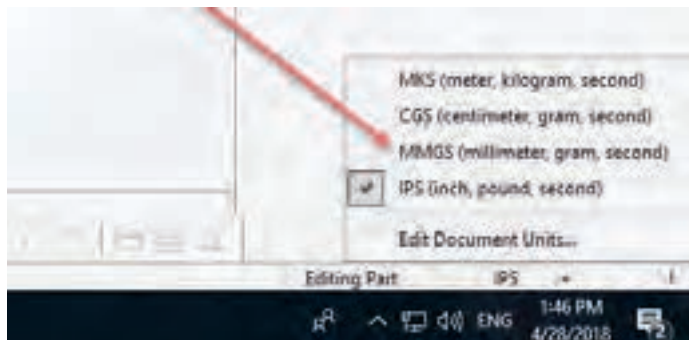 MKS (meter, kilogram, second)
CGS (centimeter, gram, second)
MMGS (millimeter, gram, second)
IPS (inch, pound, second)
Edit Document Units...
Editing Part IPS
ENG 1:46 PM
4/28/2018 2